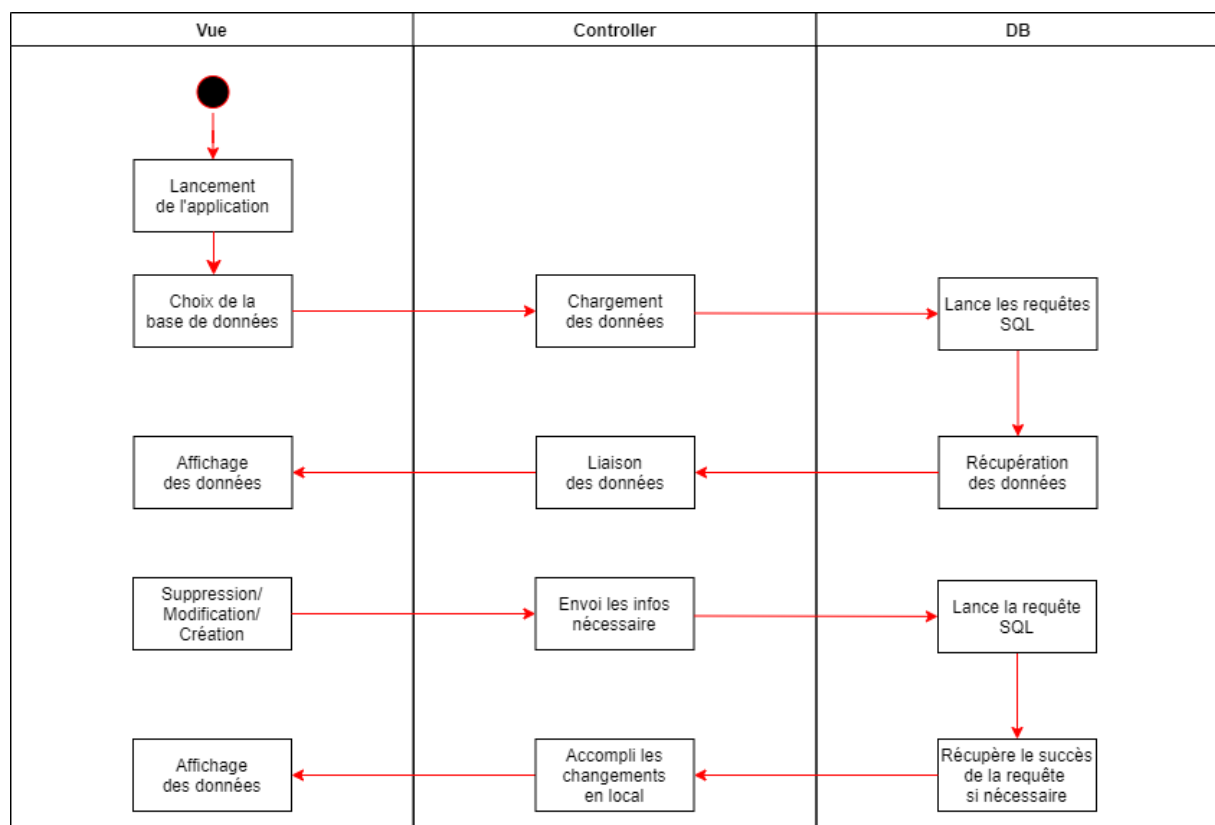 Vue
Controller
DB
Lancement
de l'application
Choix de la
base de données
Chargement
des données
Lance les requêtes
SQL
Affichage
des données
Liaison
des données
Récupération
des données
Suppression/
Modification/
Création
Envoi les infos
nécessaire
Lance la requête
SQL
Affichage
des données
Accompli les
changements
en local
Récupère le succès
de la requête
si nécessaire